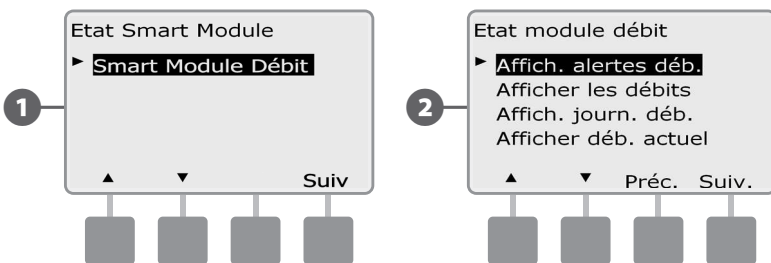 1
Etat Smart Module
► Smart Module Débit
▲ ▼ Suiv
2
Etat module débit
► Affich. alertes déb.
Afficher les débits
Affich. journ. déb.
Afficher déb. actuel
▲ ▼ Préc. Suiv.